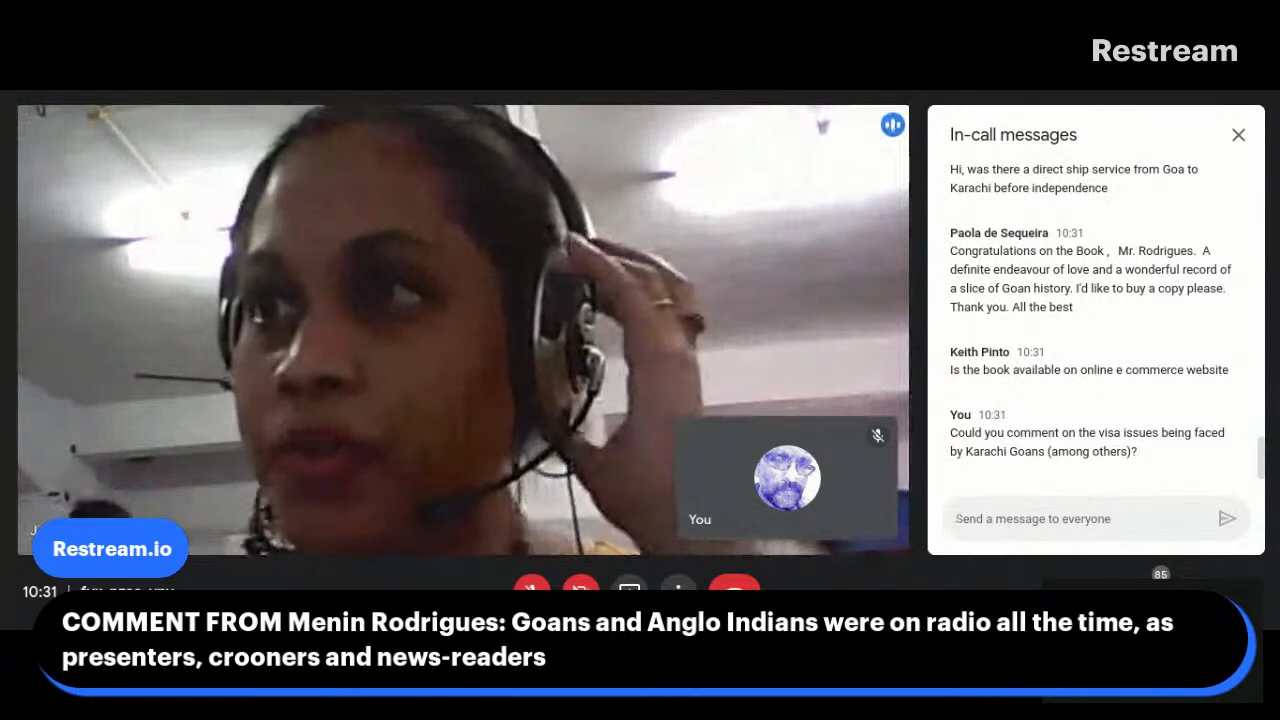 Restream
In-call messages
Hi, was there a direct ship service from Goa to
Karachi before independence
Paola de Sequeira 10:31
Congratulations on the Book , Mr. Rodrigues. A
definite endeavour of love and a wonderful record of
a slice of Goan history. I'd like to buy a copy please.
Thank you. All the best
Keith Pinto 10:31
Is the book available on online e commerce website
You 10:31
Could you comment on the visa issues being faced
by Karachi Goans (among others)?
Send a message to everyone
You
Restream.io
10:31
85
COMMENT FROM Menin Rodrigues: Goans and Anglo Indians were on radio all the time, as
presenters, crooners and news-readers